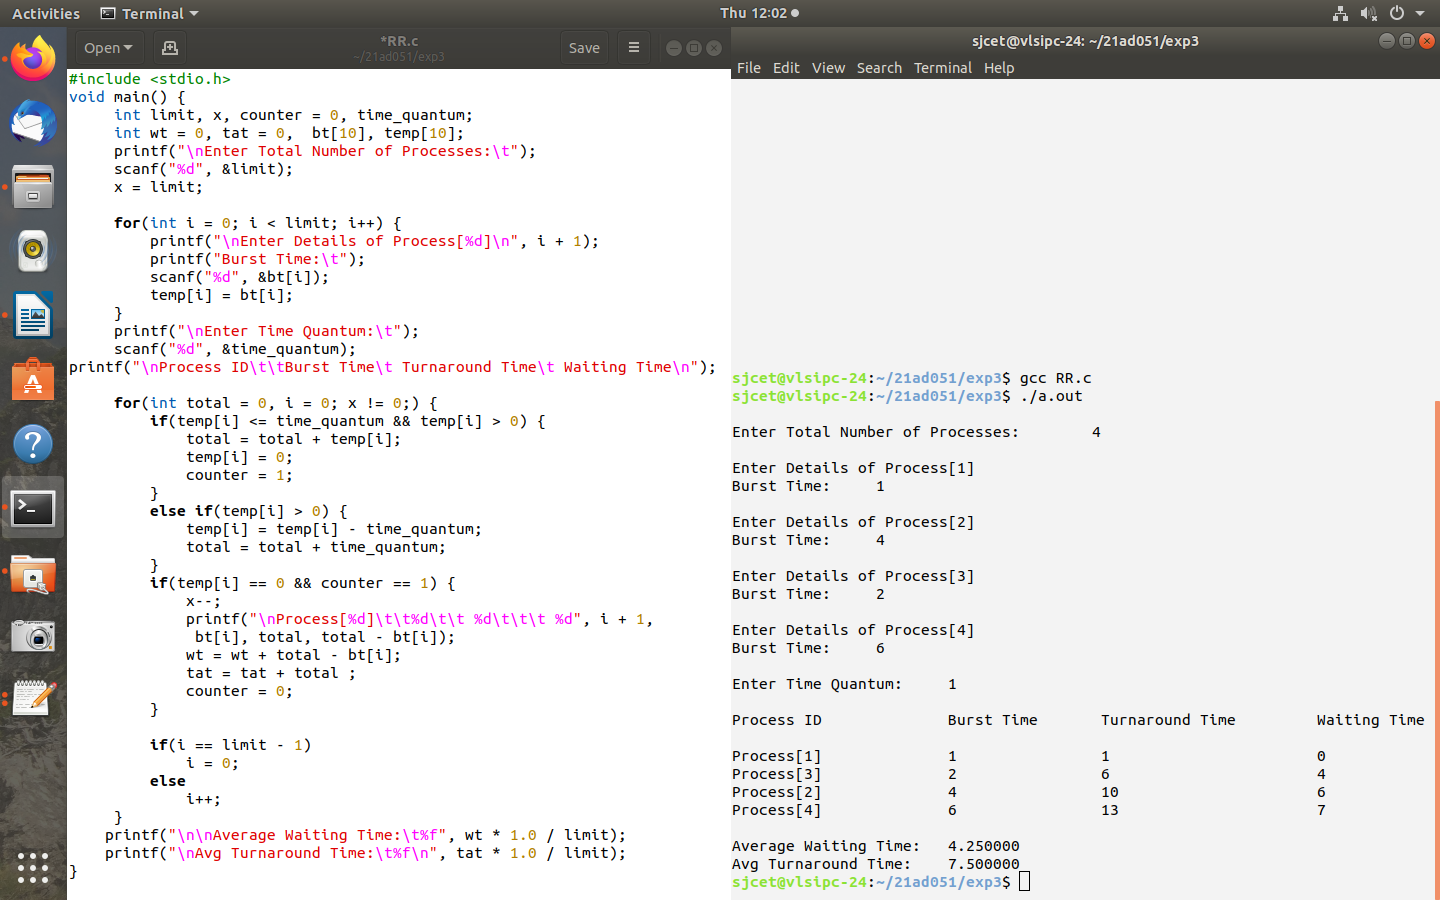 Activities Terminal Thu 12:02
Open *RR.c Save
~/21ad051/exp3
#include <stdio.h>
void main() {
int limit, x, counter = 0, time_quantum;
int wt = 0, tat = 0,  bt[10], temp[10];
printf("\nEnter Total Number of Processes:\t");
scanf("%d", &limit);
x = limit;
for(int i = 0; i < limit; i++) {
printf("\nEnter Details of Process[%d]\n", i + 1);
printf("Burst Time:\t");
scanf("%d", &bt[i]);
temp[i] = bt[i];
}
printf("\nEnter Time Quantum:\t");
scanf("%d", &time_quantum);
printf("\nProcess ID\t\tBurst Time\t Turnaround Time\t Waiting Time\n");
for(int total = 0, i = 0; x != 0;) {
if(temp[i] <= time_quantum && temp[i] > 0) {
total = total + temp[i];
temp[i] = 0;
counter = 1;
}
else if(temp[i] > 0) {
temp[i] = temp[i] - time_quantum;
total = total + time_quantum;
}
if(temp[i] == 0 && counter == 1) {
x--;
printf("\nProcess[%d]\t\t%d\t\t %d\t\t\t %d", i + 1,
bt[i], total, total - bt[i]);
wt = wt + total - bt[i];
tat = tat + total ;
counter = 0;
}
if(i == limit - 1)
i = 0;
else
i++;
}
printf("\n\nAverage Waiting Time:\t%f", wt * 1.0 / limit);
printf("\nAvg Turnaround Time:\t%f\n", tat * 1.0 / limit);
}
sjcet@vlsipc-24: ~/21ad051/exp3
File Edit View Search Terminal Help
sjcet@vlsipc-24:~/21ad051/exp3$ gcc RR.c
sjcet@vlsipc-24:~/21ad051/exp3$ ./a.out
Enter Total Number of Processes: 4
Enter Details of Process[1]
Burst Time: 1
Enter Details of Process[2]
Burst Time: 4
Enter Details of Process[3]
Burst Time: 2
Enter Details of Process[4]
Burst Time: 6
Enter Time Quantum: 1
Process ID Burst Time Turnaround Time Waiting Time
Process[1] 1 1 0
Process[3] 2 6 4
Process[2] 4 10 6
Process[4] 6 13 7
Average Waiting Time: 4.250000
Avg Turnaround Time: 7.500000
sjcet@vlsipc-24:~/21ad051/exp3$